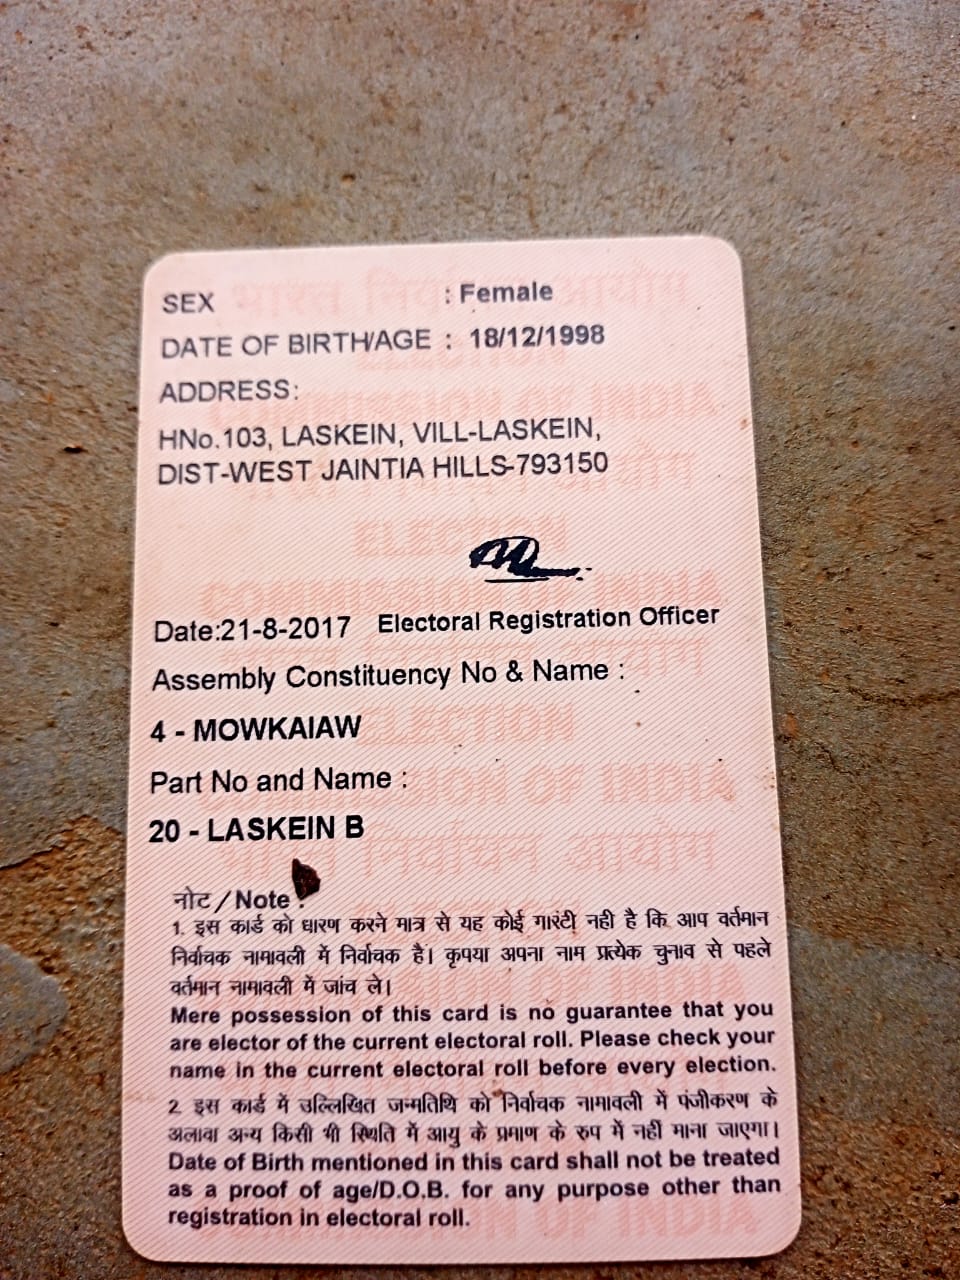 SEX : Female
DATE OF BIRTH/AGE : 18/12/1998
ADDRESS:
HNo.103, LASKEIN, VILL-LASKEIN,
DIST-WEST JAINTIA HILLS-793150
Date:21-8-2017 Electoral Registration Officer
Assembly Constituency No & Name :
4 - MOWKAIAW
Part No and Name :
20 - LASKEIN B
नोट / Note :
1. इस कार्ड को धारण करने मात्र से यह कोई गारंटी नही है कि आप वर्तमान
निर्वाचक नामावली में निर्वाचक है। कृपया अपना नाम प्रत्येक चुनाव से पहले
वर्तमान नामावली में जांच ले।
Mere possession of this card is no guarantee that you
are elector of the current electoral roll. Please check your
name in the current electoral roll before every election.
2. इस कार्ड में उल्लिखित जन्मतिथि को निर्वाचक नामावली में पंजीकरण के
अलावा अन्य किसी भी स्थिति में आयु के प्रमाण के रुप में नहीं माना जाएगा।
Date of Birth mentioned in this card shall not be treated
as a proof of age/D.O.B. for any purpose other than
registration in electoral roll.